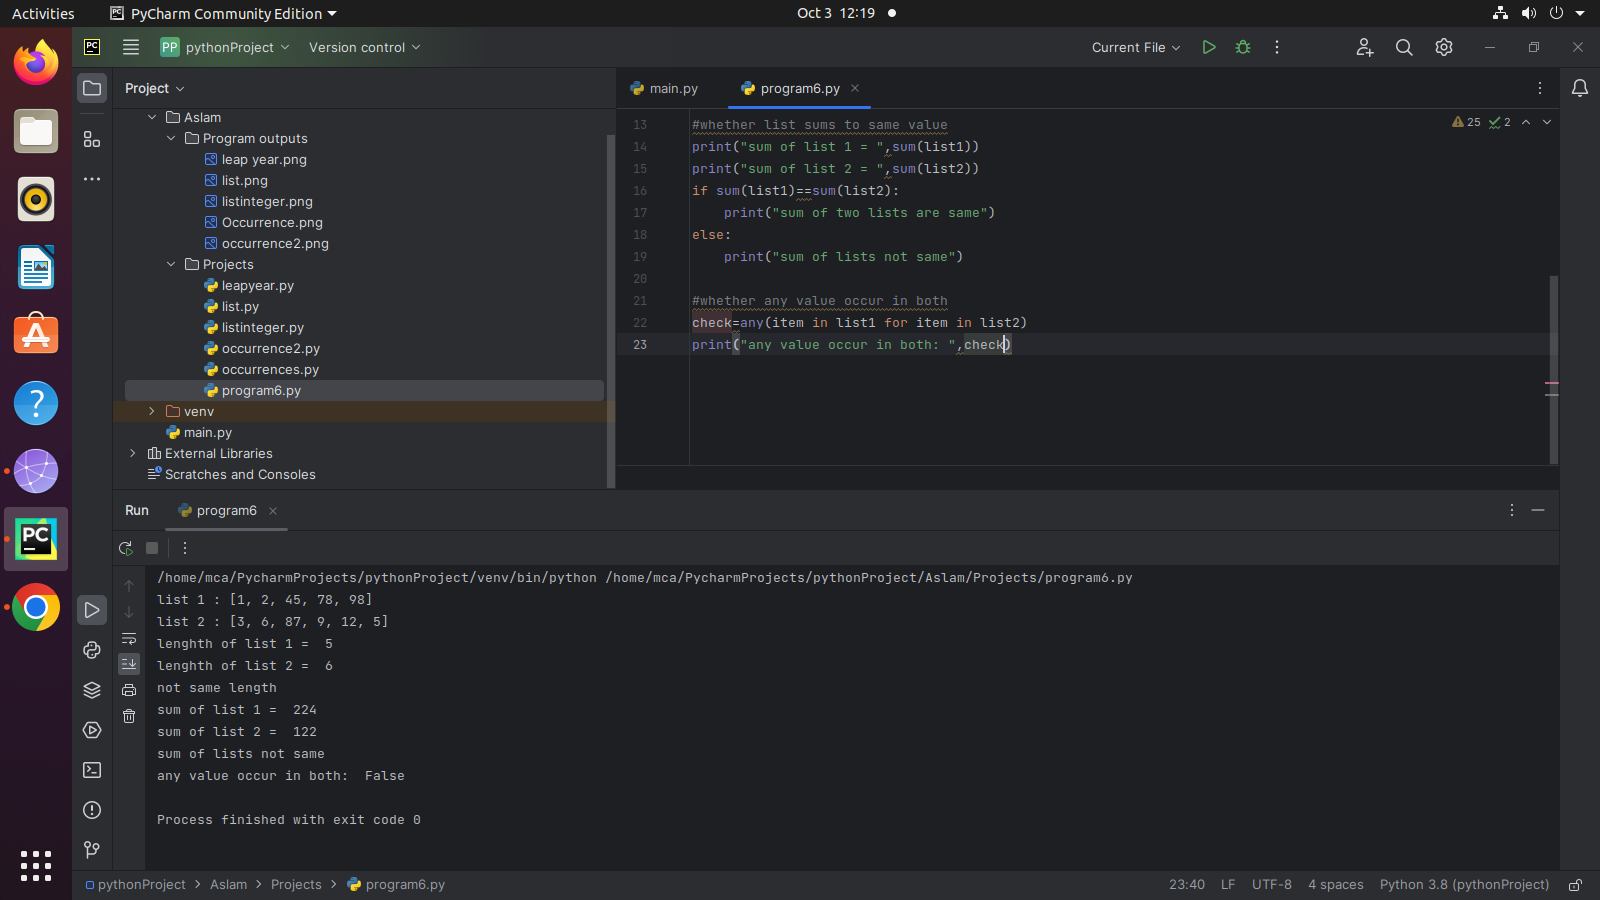 Activities
PyCharm Community Edition
Oct 3 12:19
PC
PP pythonProject
Version control
Current File
Project
main.py
program6.py
Aslam
Program outputs
leap year.png
list.png
listinteger.png
Occurrence.png
occurrence2.png
Projects
leapyear.py
list.py
listinteger.py
occurrence2.py
occurrences.py
program6.py
venv
main.py
External Libraries
Scratches and Consoles
25 2
13 #whether list sums to same value
14 print("sum of list 1 = ",sum(list1))
15 print("sum of list 2 = ",sum(list2))
16 if sum(list1)==sum(list2):
17 print("sum of two lists are same")
18 else:
19 print("sum of lists not same")
20
21 #whether any value occur in both
22 check=any(item in list1 for item in list2)
23 print("any value occur in both: ",check)
Run
program6
/home/mca/PycharmProjects/pythonProject/venv/bin/python /home/mca/PycharmProjects/pythonProject/Aslam/Projects/program6.py
list 1 : [1, 2, 45, 78, 98]
list 2 : [3, 6, 87, 9, 12, 5]
lenghth of list 1 =  5
lenghth of list 2 =  6
not same length
sum of list 1 =  224
sum of list 2 =  122
sum of lists not same
any value occur in both:  False
Process finished with exit code 0
PC
pythonProject > Aslam > Projects > program6.py
23:40 LF UTF-8 4 spaces Python 3.8 (pythonProject)